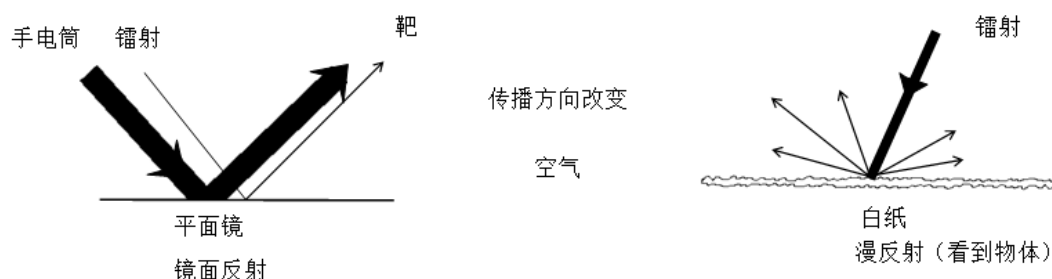 手电筒 镭射 靶
平面镜
镜面反射
传播方向改变
空气
镭射
白纸
漫反射（看到物体）